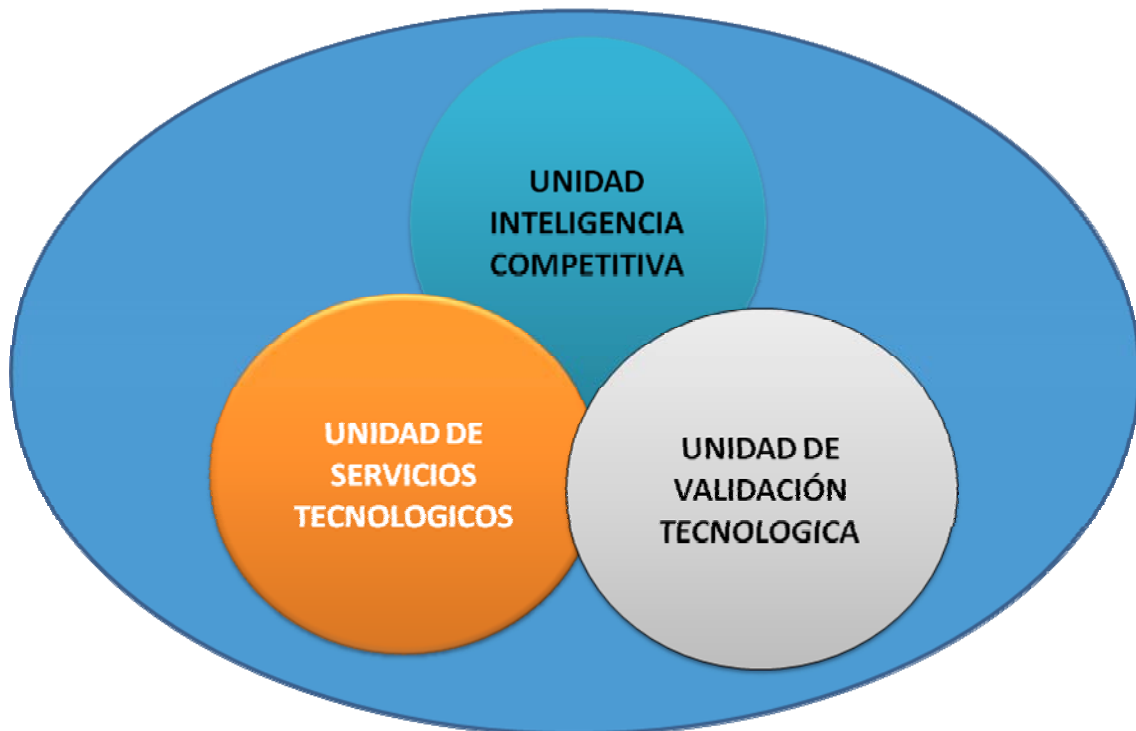 UNIDAD
INTELIGENCIA
COMPETITIVA
UNIDAD DE
SERVICIOS
TECNOLOGICOS
UNIDAD DE
VALIDACIÓN
TECNOLOGICA